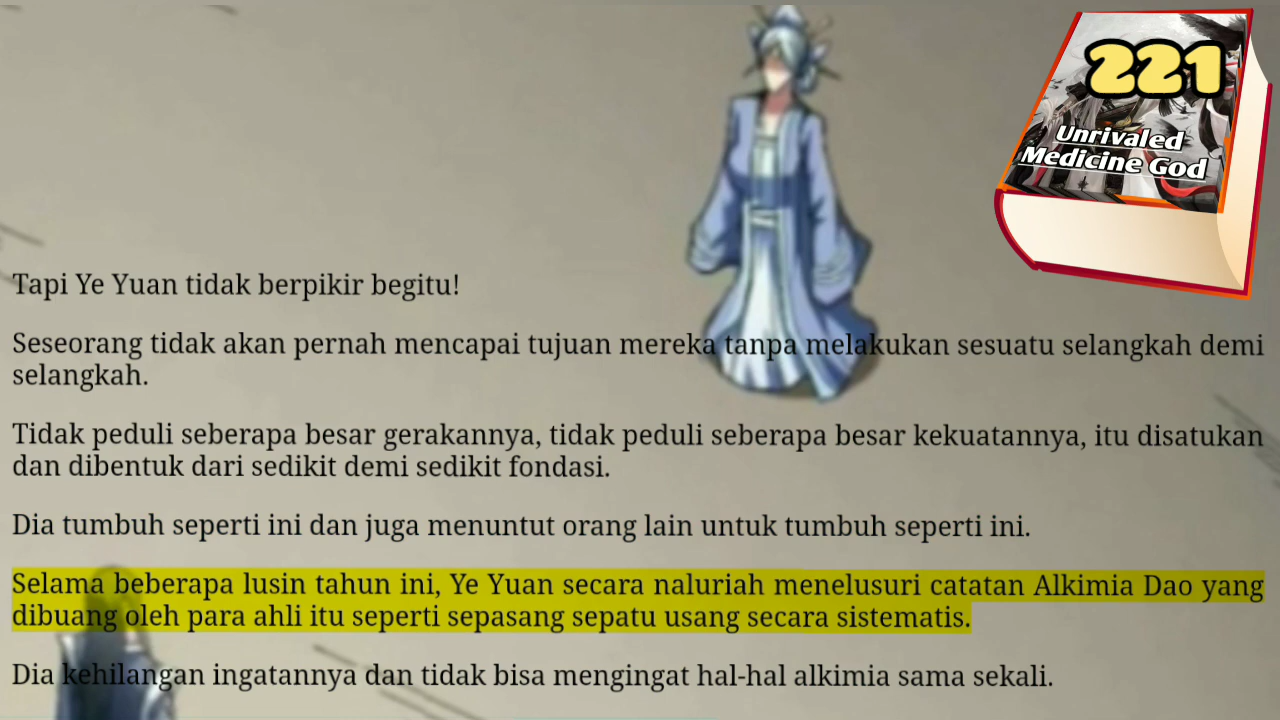 221
Unrivaled
Medicine God
Tapi Ye Yuan tidak berpikir begitu!
Seseorang tidak akan pernah mencapai tujuan mereka tanpa melakukan sesuatu selangkah demi
selangkah.
Tidak peduli seberapa besar gerakannya, tidak peduli seberapa besar kekuatannya, itu disatukan
dan dibentuk dari sedikit demi sedikit fondasi.
Dia tumbuh seperti ini dan juga menuntut orang lain untuk tumbuh seperti ini.
Selama beberapa lusin tahun ini, Ye Yuan secara naluriah menelusuri catatan Alkimia Dao yang
dibuang oleh para ahli itu seperti sepasang sepatu usang secara sistematis.
Dia kehilangan ingatannya dan tidak bisa mengingat hal-hal alkimia sama sekali.